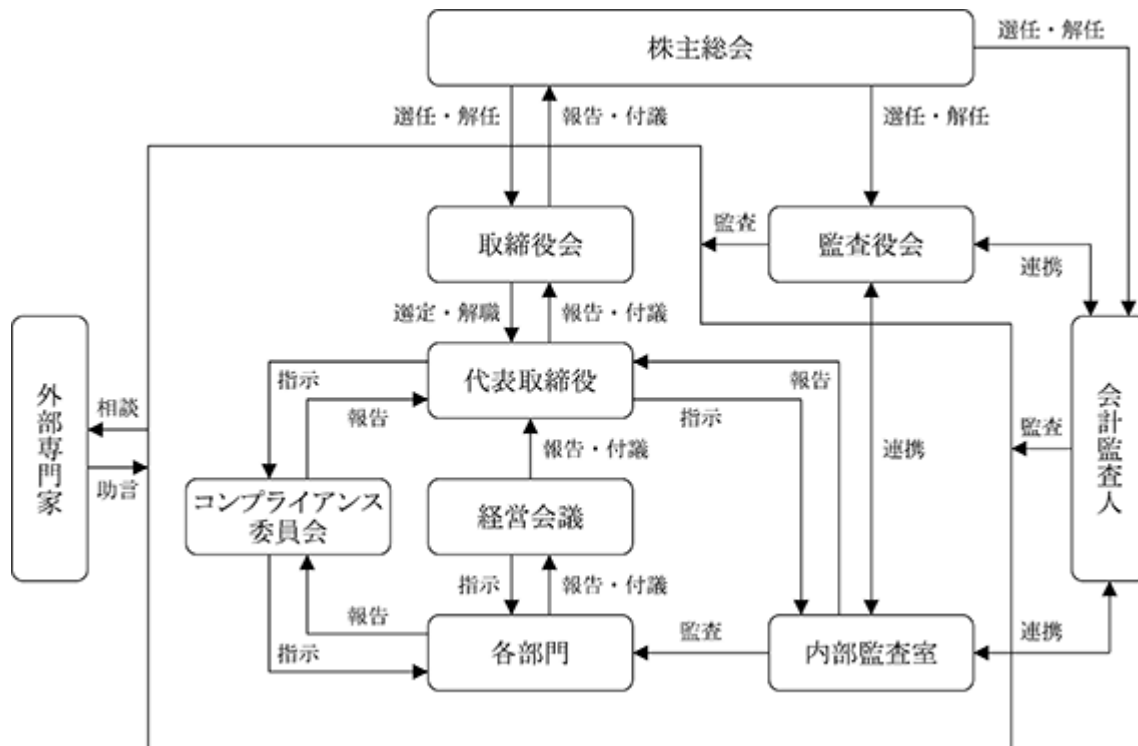 株主総会
選任・解任
選任・解任
報告・付議
選任・解任
取締役会
監査
監査役会
連携
選定・解職
報告・付議
外部専門家
相談
助言
指示
報告
代表取締役
報告
指示
会計監査人
監査
報告・付議
連携
コンプライアンス
委員会
経営会議
指示
報告・付議
報告
指示
各部門
監査
内部監査室
連携